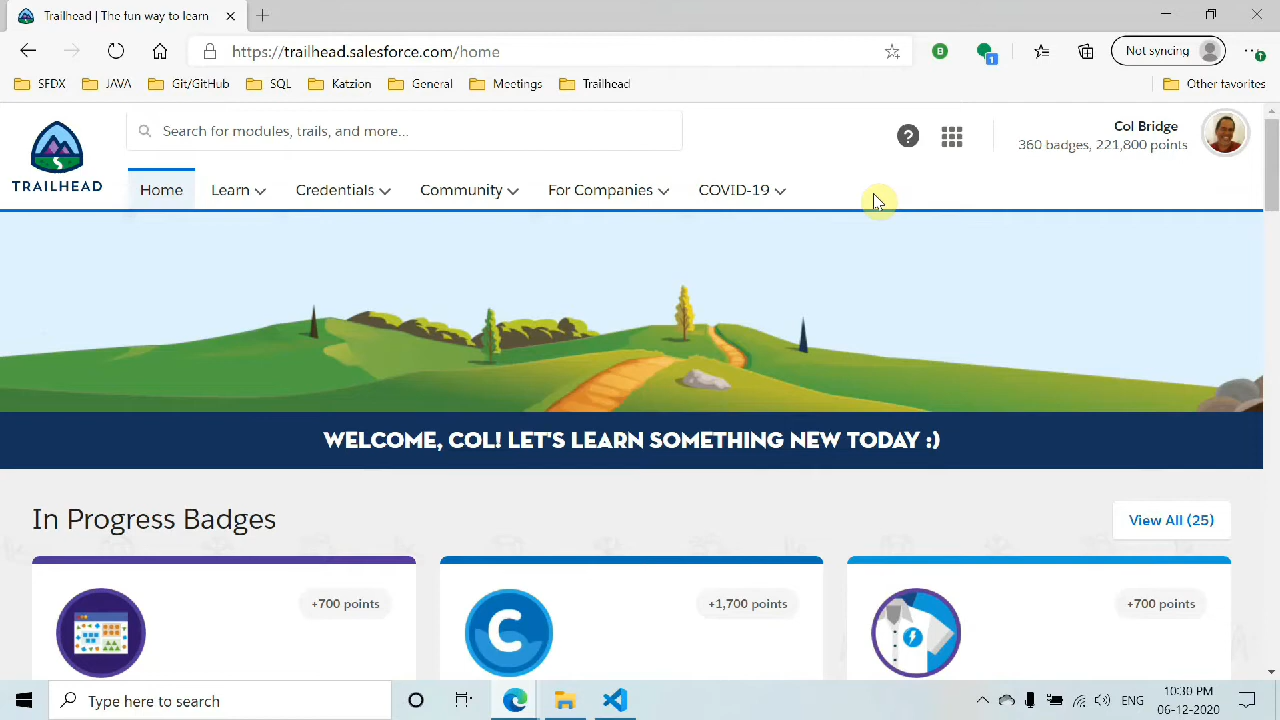 Trailhead | The fun way to learn
https://trailhead.salesforce.com/home
B
1
Not syncing
SFDX
JAVA
Git/GitHub
SQL
Katzion
General
Meetings
Trailhead
Other favorites
TRAILHEAD
Search for modules, trails, and more...
?
Col Bridge
360 badges, 221,800 points
Home
Learn
Credentials
Community
For Companies
COVID-19
WELCOME, COL! LET'S LEARN SOMETHING NEW TODAY :)
In Progress Badges
View All (25)
+700 points
+1,700 points
+700 points
C
Type here to search
ENG
10:30 PM
06-12-2020